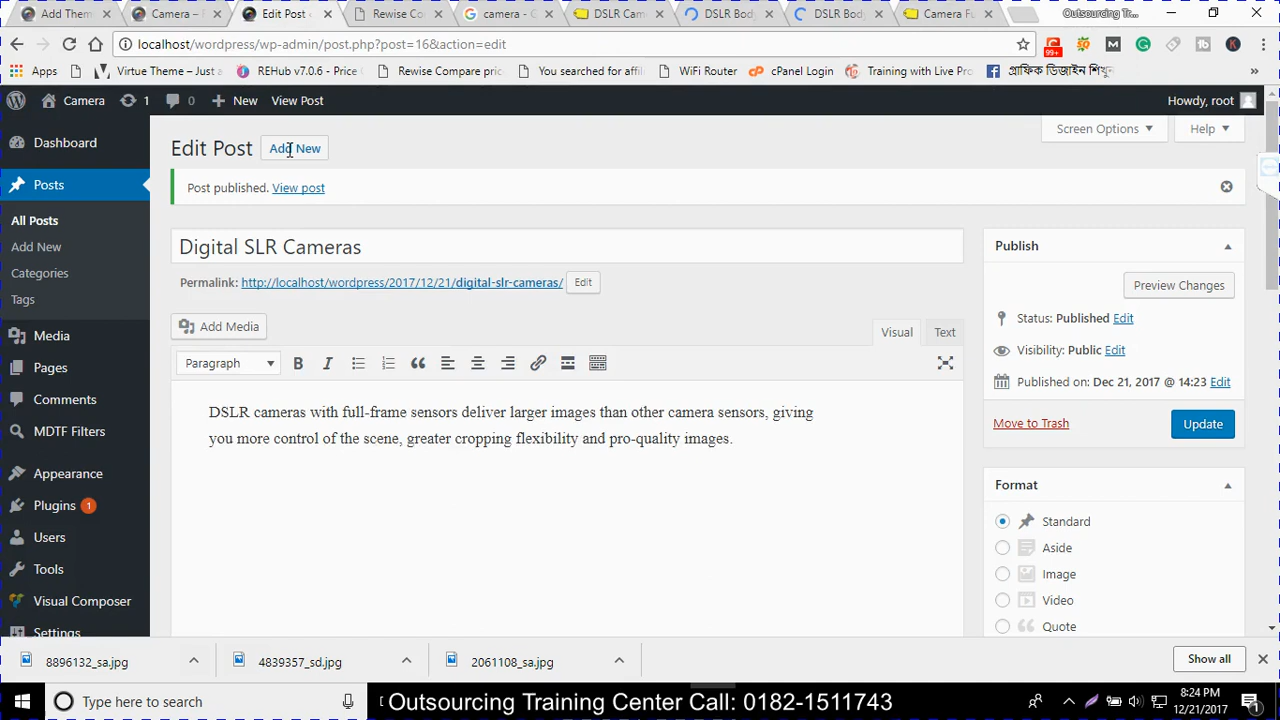 Add Them
Camera –
Edit Post
Rewise C
camera - G
DSLR Cam
DSLR Bod
DSLR Bod
Camera Fu
Outsourcing Tr...
localhost/wordpress/wp-admin/post.php?post=16&action=edit
99+
Apps
Virtue Theme – Just a
REHub v7.0.6 - Pr
Rewise Compare pric
You searched for affil
WiFi Router
cPanel Login
Training with Live Pro
গ্রাফিক ডিজাইন শিখুন
»
Camera
1
0
New
View Post
Howdy, root
Dashboard
Posts
All Posts
Add New
Categories
Tags
Media
Pages
Comments
MDTF Filters
Appearance
Plugins 1
Users
Tools
Visual Composer
Settings
Screen Options
Help
Edit Post
Add New
Post published. View post
Digital SLR Cameras
Permalink: http://localhost/wordpress/2017/12/21/digital-slr-cameras/ Edit
Add Media
Visual
Text
Paragraph
B
I
DSLR cameras with full-frame sensors deliver larger images than other camera sensors, giving
you more control of the scene, greater cropping flexibility and pro-quality images.
Publish
Preview Changes
Status: Published Edit
Visibility: Public Edit
Published on: Dec 21, 2017 @ 14:23 Edit
Move to Trash
Update
Format
Standard
Aside
Image
Video
Quote
8896132_sa.jpg
4839357_sd.jpg
2061108_sa.jpg
Show all
Type here to search
Outsourcing Training Center Call: 0182-1511743
8:24 PM
12/21/2017
1